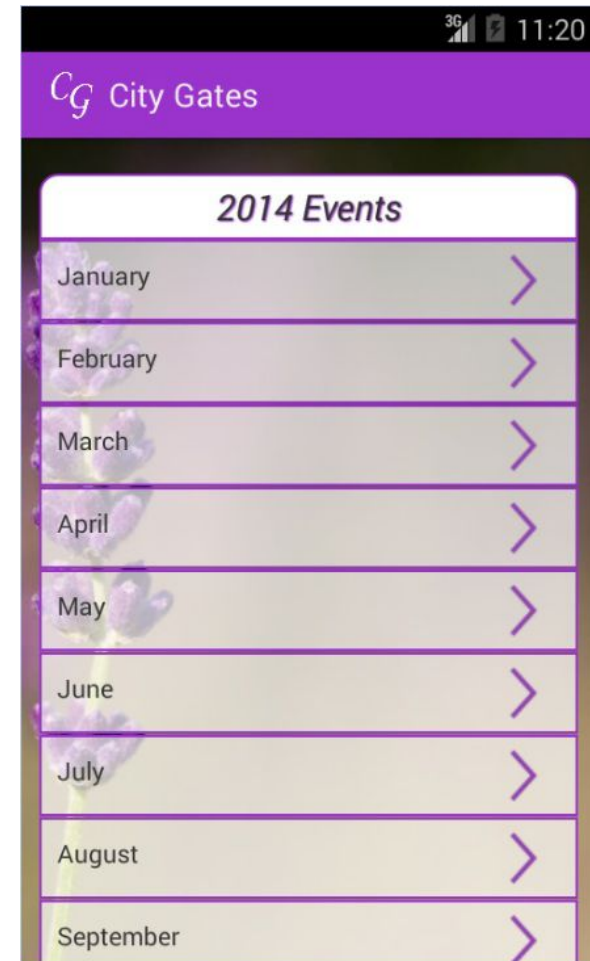 3G 11:20
CG City Gates
2014 Events
January
February
March
April
May
June
July
August
September